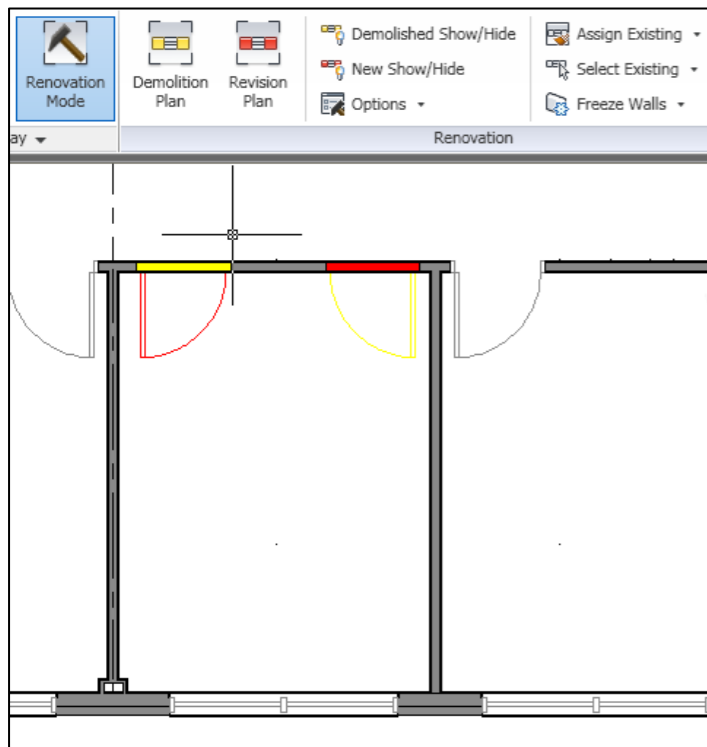 Renovation
Mode
Demolition
Plan
Revision
Plan
Demolished Show/Hide
New Show/Hide
Options
Assign Existing
Select Existing
Freeze Walls
ay
Renovation